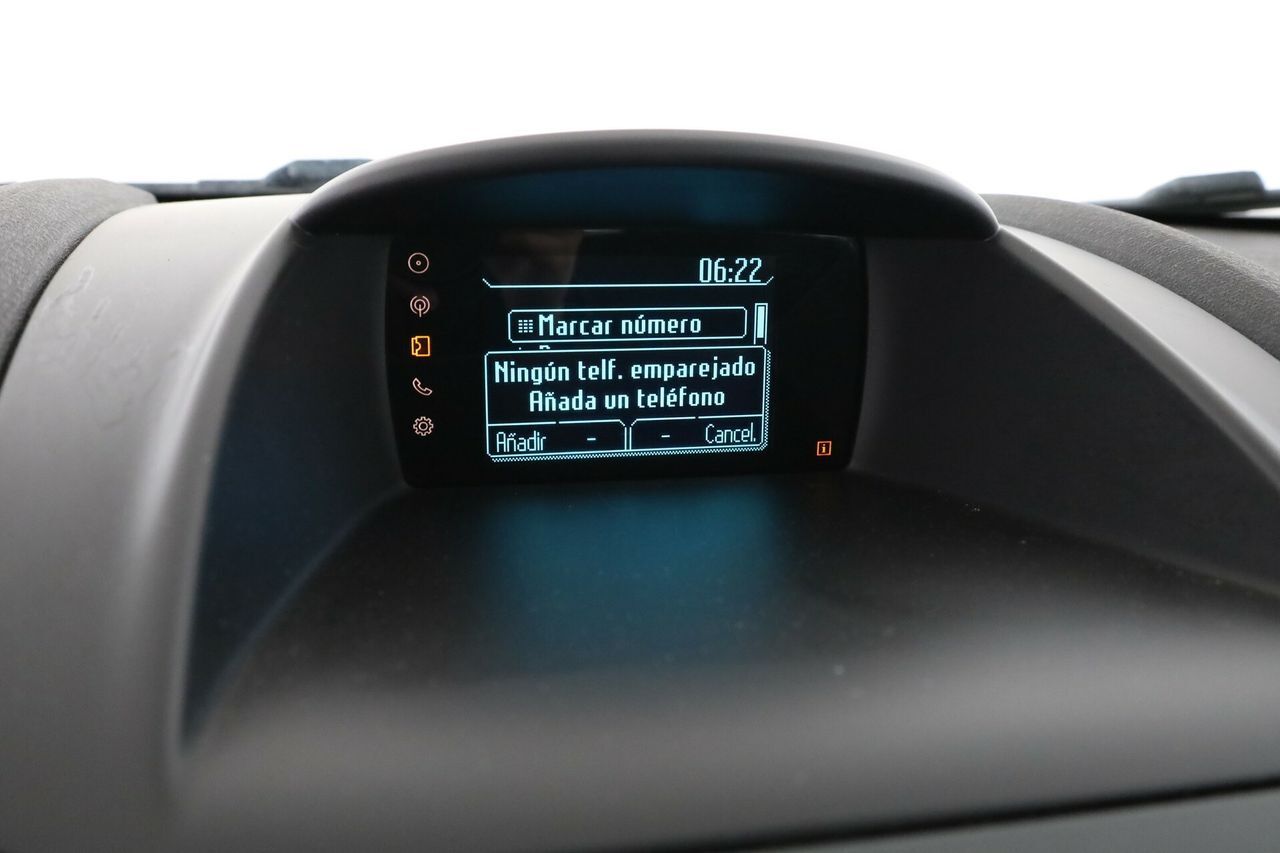 06:22
Marcar número
Ningún telf. emparejado
Añada un teléfono
Añadir - - Cancel.